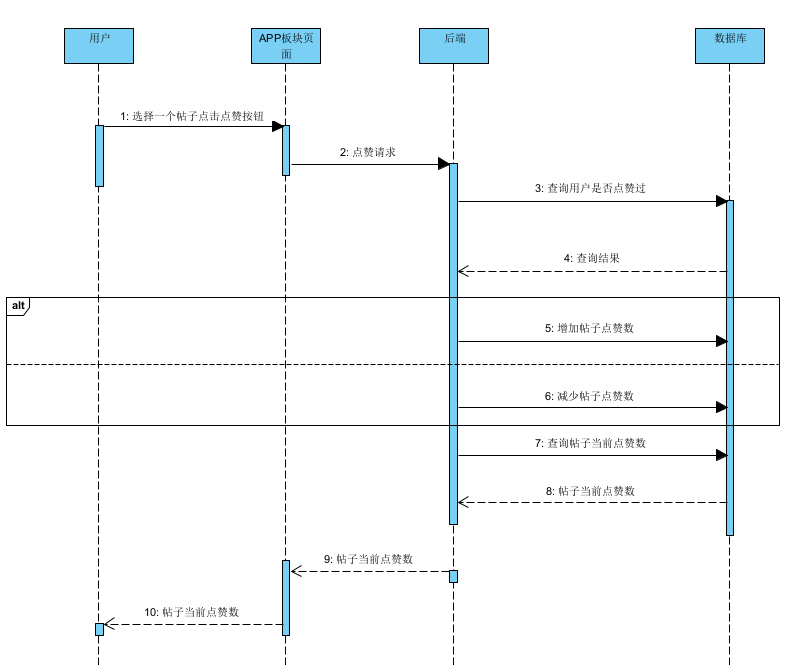 用户
APP板块页
面
后端
数据库
1: 选择一个帖子点击点赞按钮
2: 点赞请求
3: 查询用户是否点赞过
4: 查询结果
alt
5: 增加帖子点赞数
6: 减少帖子点赞数
7: 查询帖子当前点赞数
8: 帖子当前点赞数
9: 帖子当前点赞数
10: 帖子当前点赞数